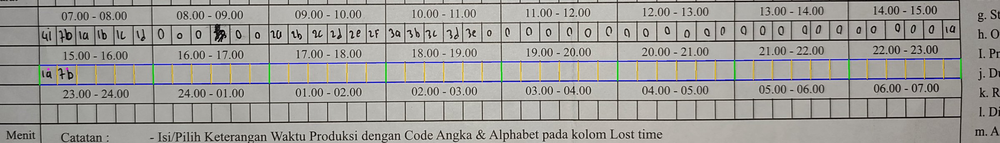 07.00 - 08.00 08.00 - 09.00 09.00 - 10.00 10.00 - 11.00 11.00 - 12.00 12.00 - 13.00 13.00 - 14.00 14.00 - 15.00
g. St
4i 7b 1a 1b 1c 1d 0 0 0 0 0 2a 2b 2c 2d 2e 2f 3a 3b 3c 3d 3e 0 0 0 0 0 0 0 0 0 0 0 0 0 0 0 0 0 0 0 0 0 0 0 0 1a
h. O
15.00 - 16.00 16.00 - 17.00 17.00 - 18.00 18.00 - 19.00 19.00 - 20.00 20.00 - 21.00 21.00 - 22.00 22.00 - 23.00
I. Pr
1a 7b
j. Du
23.00 - 24.00 24.00 - 01.00 01.00 - 02.00 02.00 - 03.00 03.00 - 04.00 04.00 - 05.00 05.00 - 06.00 06.00 - 07.00
k. R
l. Di
Menit Catatan : - Isi/Pilih Keterangan Waktu Produksi dengan Code Angka & Alphabet pada kolom Lost time
m. A